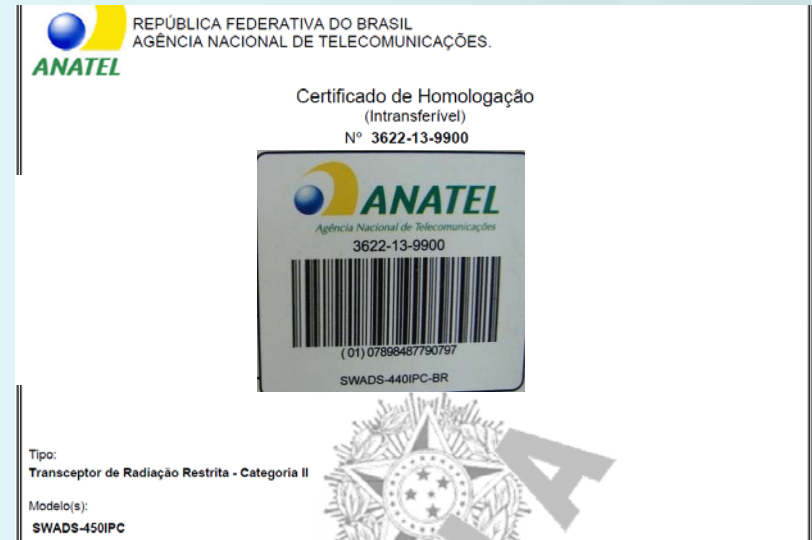 REPÚBLICA FEDERATIVA DO BRASIL
AGÊNCIA NACIONAL DE TELECOMUNICAÇÕES.
ANATEL
Certificado de Homologação
(Intransferível)
Nº 3622-13-9900
ANATEL
Agência Nacional de Telecomunicações
3622-13-9900
(01)07898487790797
SWADS-440IPC-BR
Tipo:
Transceptor de Radiação Restrita - Categoria II
Modelo(s):
SWADS-450IPC